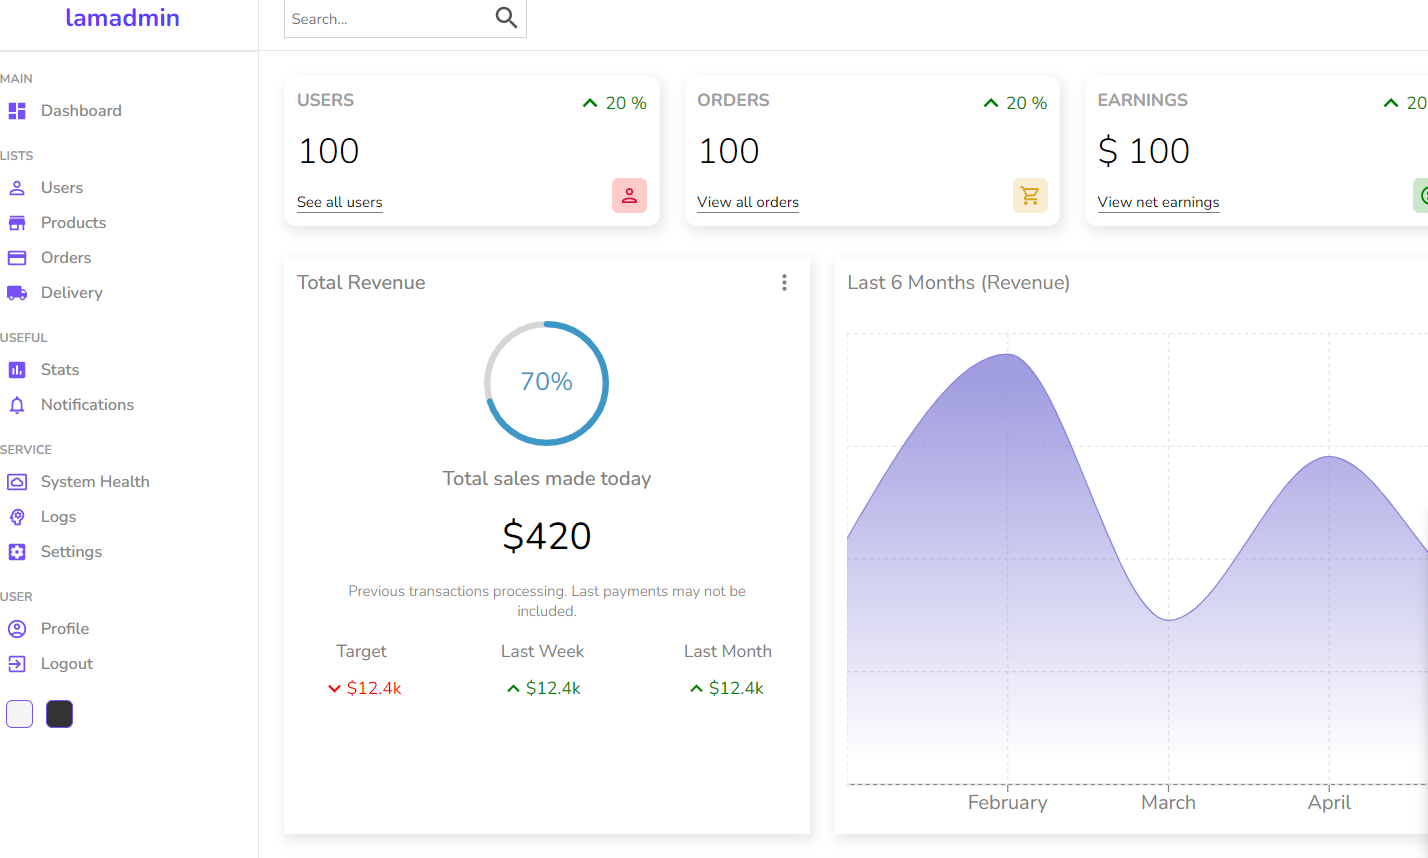 lamadmin
Search...
MAIN
Dashboard
LISTS
Users
Products
Orders
Delivery
USEFUL
Stats
Notifications
SERVICE
System Health
Logs
Settings
USER
Profile
Logout
USERS
20 %
100
See all users
ORDERS
20 %
100
View all orders
EARNINGS
20
$ 100
View net earnings
Total Revenue
70%
Total sales made today
$420
Previous transactions processing. Last payments may not be
included.
Target
$12.4k
Last Week
$12.4k
Last Month
$12.4k
Last 6 Months (Revenue)
February
March
April